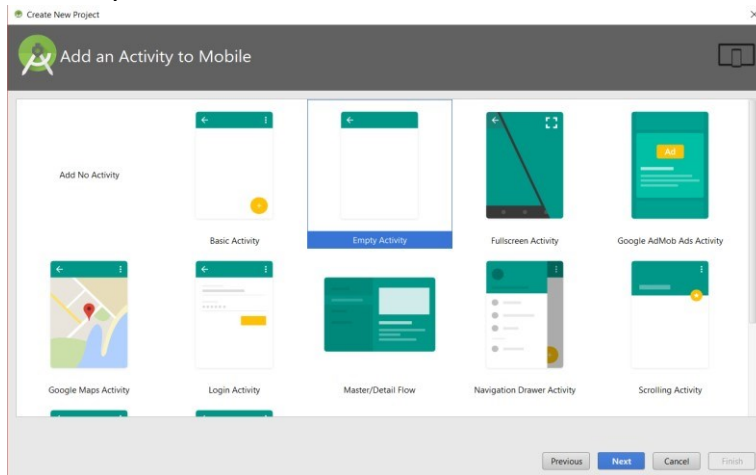 Create New Project
Add an Activity to Mobile
Add No Activity
Basic Activity
Empty Activity
Ad
Fullscreen Activity
Google AdMob Ads Activity
Google Maps Activity
Login Activity
Master/Detail Flow
Navigation Drawer Activity
Scrolling Activity
Previous
Next
Cancel
Finish